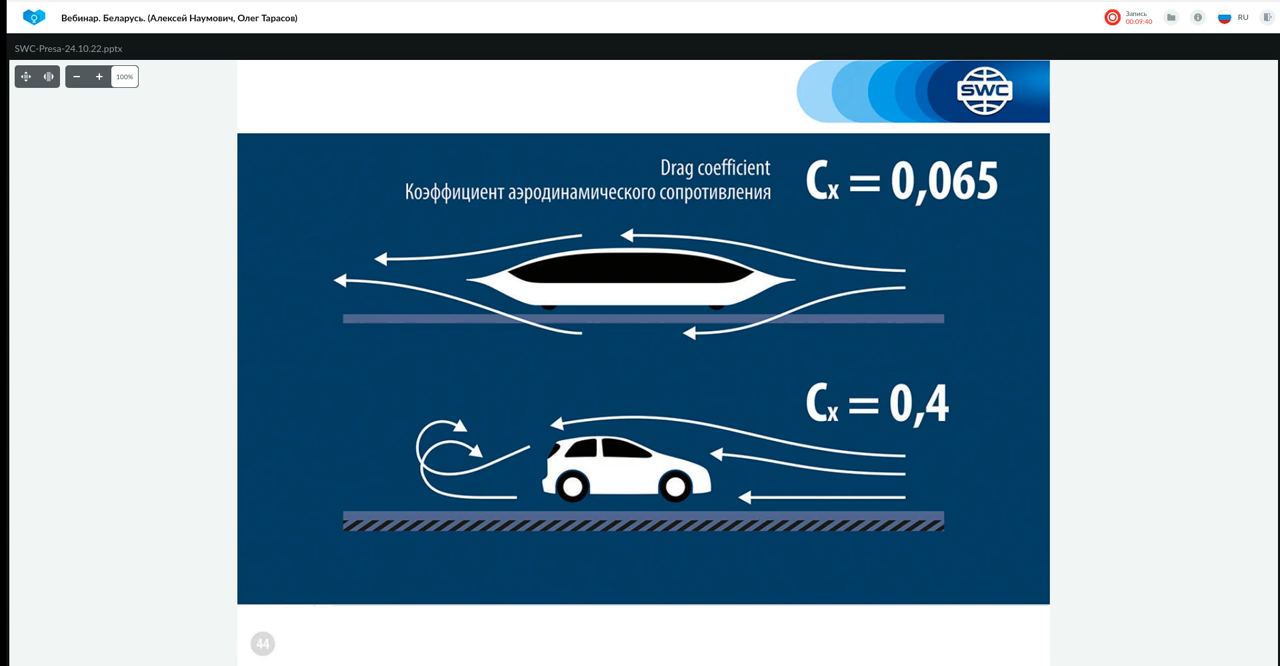 Вебинар. Беларусь. (Алексей Наумович, Олег Тарасов)
Запись
00:09:40
RU
SWC-Presa-24.10.22.pptx
100%
SWC
Drag coefficient
Коэффициент аэродинамического сопротивления
Cx = 0,065
Cx = 0,4
44